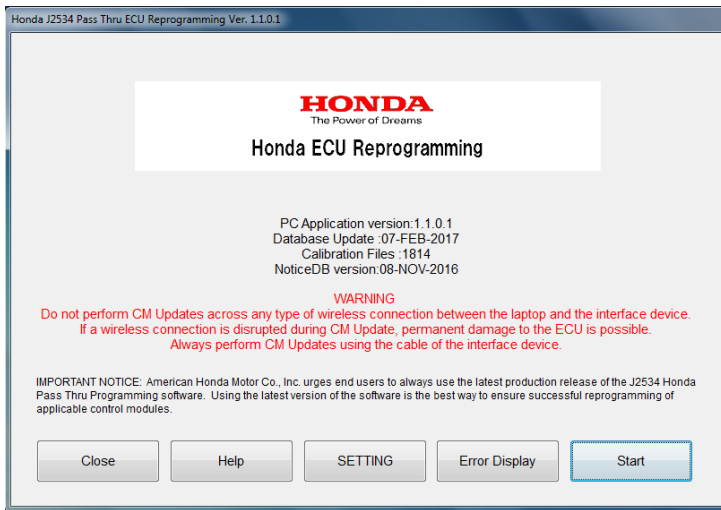 Honda J2534 Pass Thru ECU Reprogramming Ver. 1.1.0.1
HONDA
The Power of Dreams
Honda ECU Reprogramming
PC Application version:1.1.0.1
Database Update :07-FEB-2017
Calibration Files :1814
NoticeDB version:08-NOV-2016
WARNING
Do not perform CM Updates across any type of wireless connection between the laptop and the interface device.
If a wireless connection is disrupted during CM Update, permanent damage to the ECU is possible.
Always perform CM Updates using the cable of the interface device.
IMPORTANT NOTICE: American Honda Motor Co., Inc. urges end users to always use the latest production release of the J2534 Honda
Pass Thru Programming software. Using the latest version of the software is the best way to ensure successful reprogramming of
applicable control modules.
Close Help SETTING Error Display Start